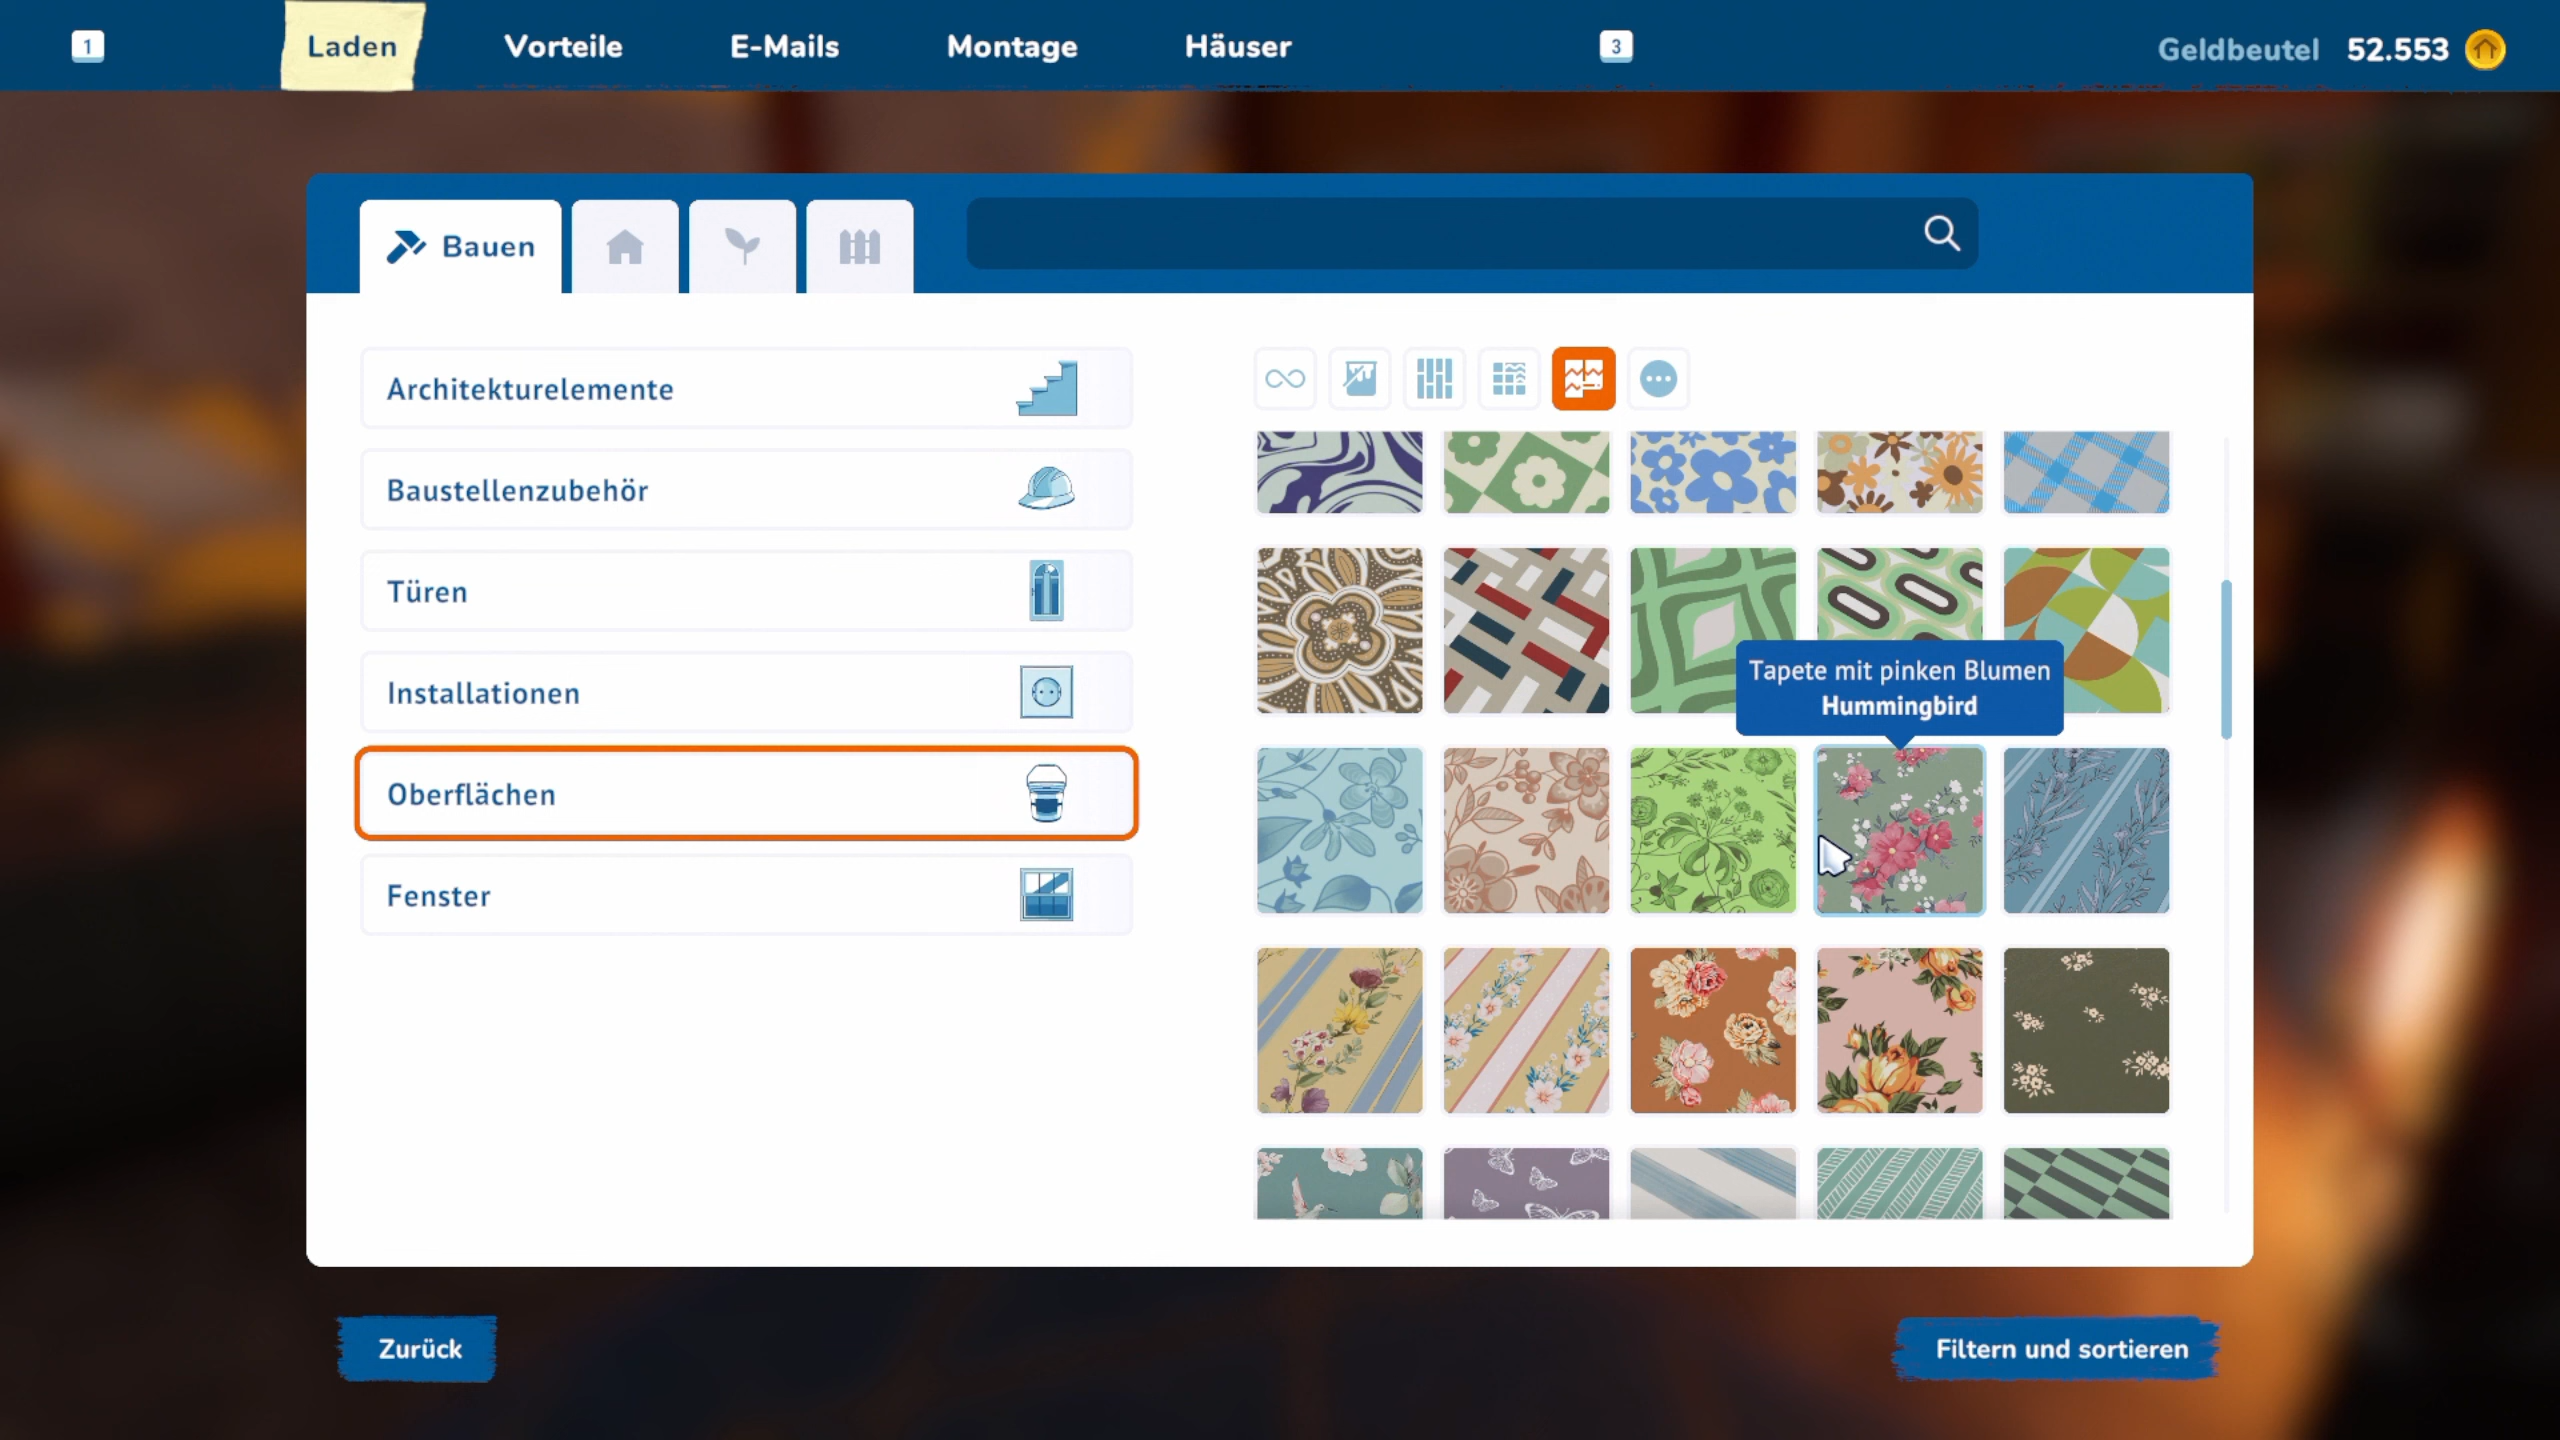 1
Laden
Vorteile
E-Mails
Montage
Häuser
3
Geldbeutel 52.553
Bauen
Architekturelemente
Baustellenzubehör
Türen
Installationen
Oberflächen
Fenster
Tapete mit pinken Blumen
Hummingbird
Zurück
Filtern und sortieren